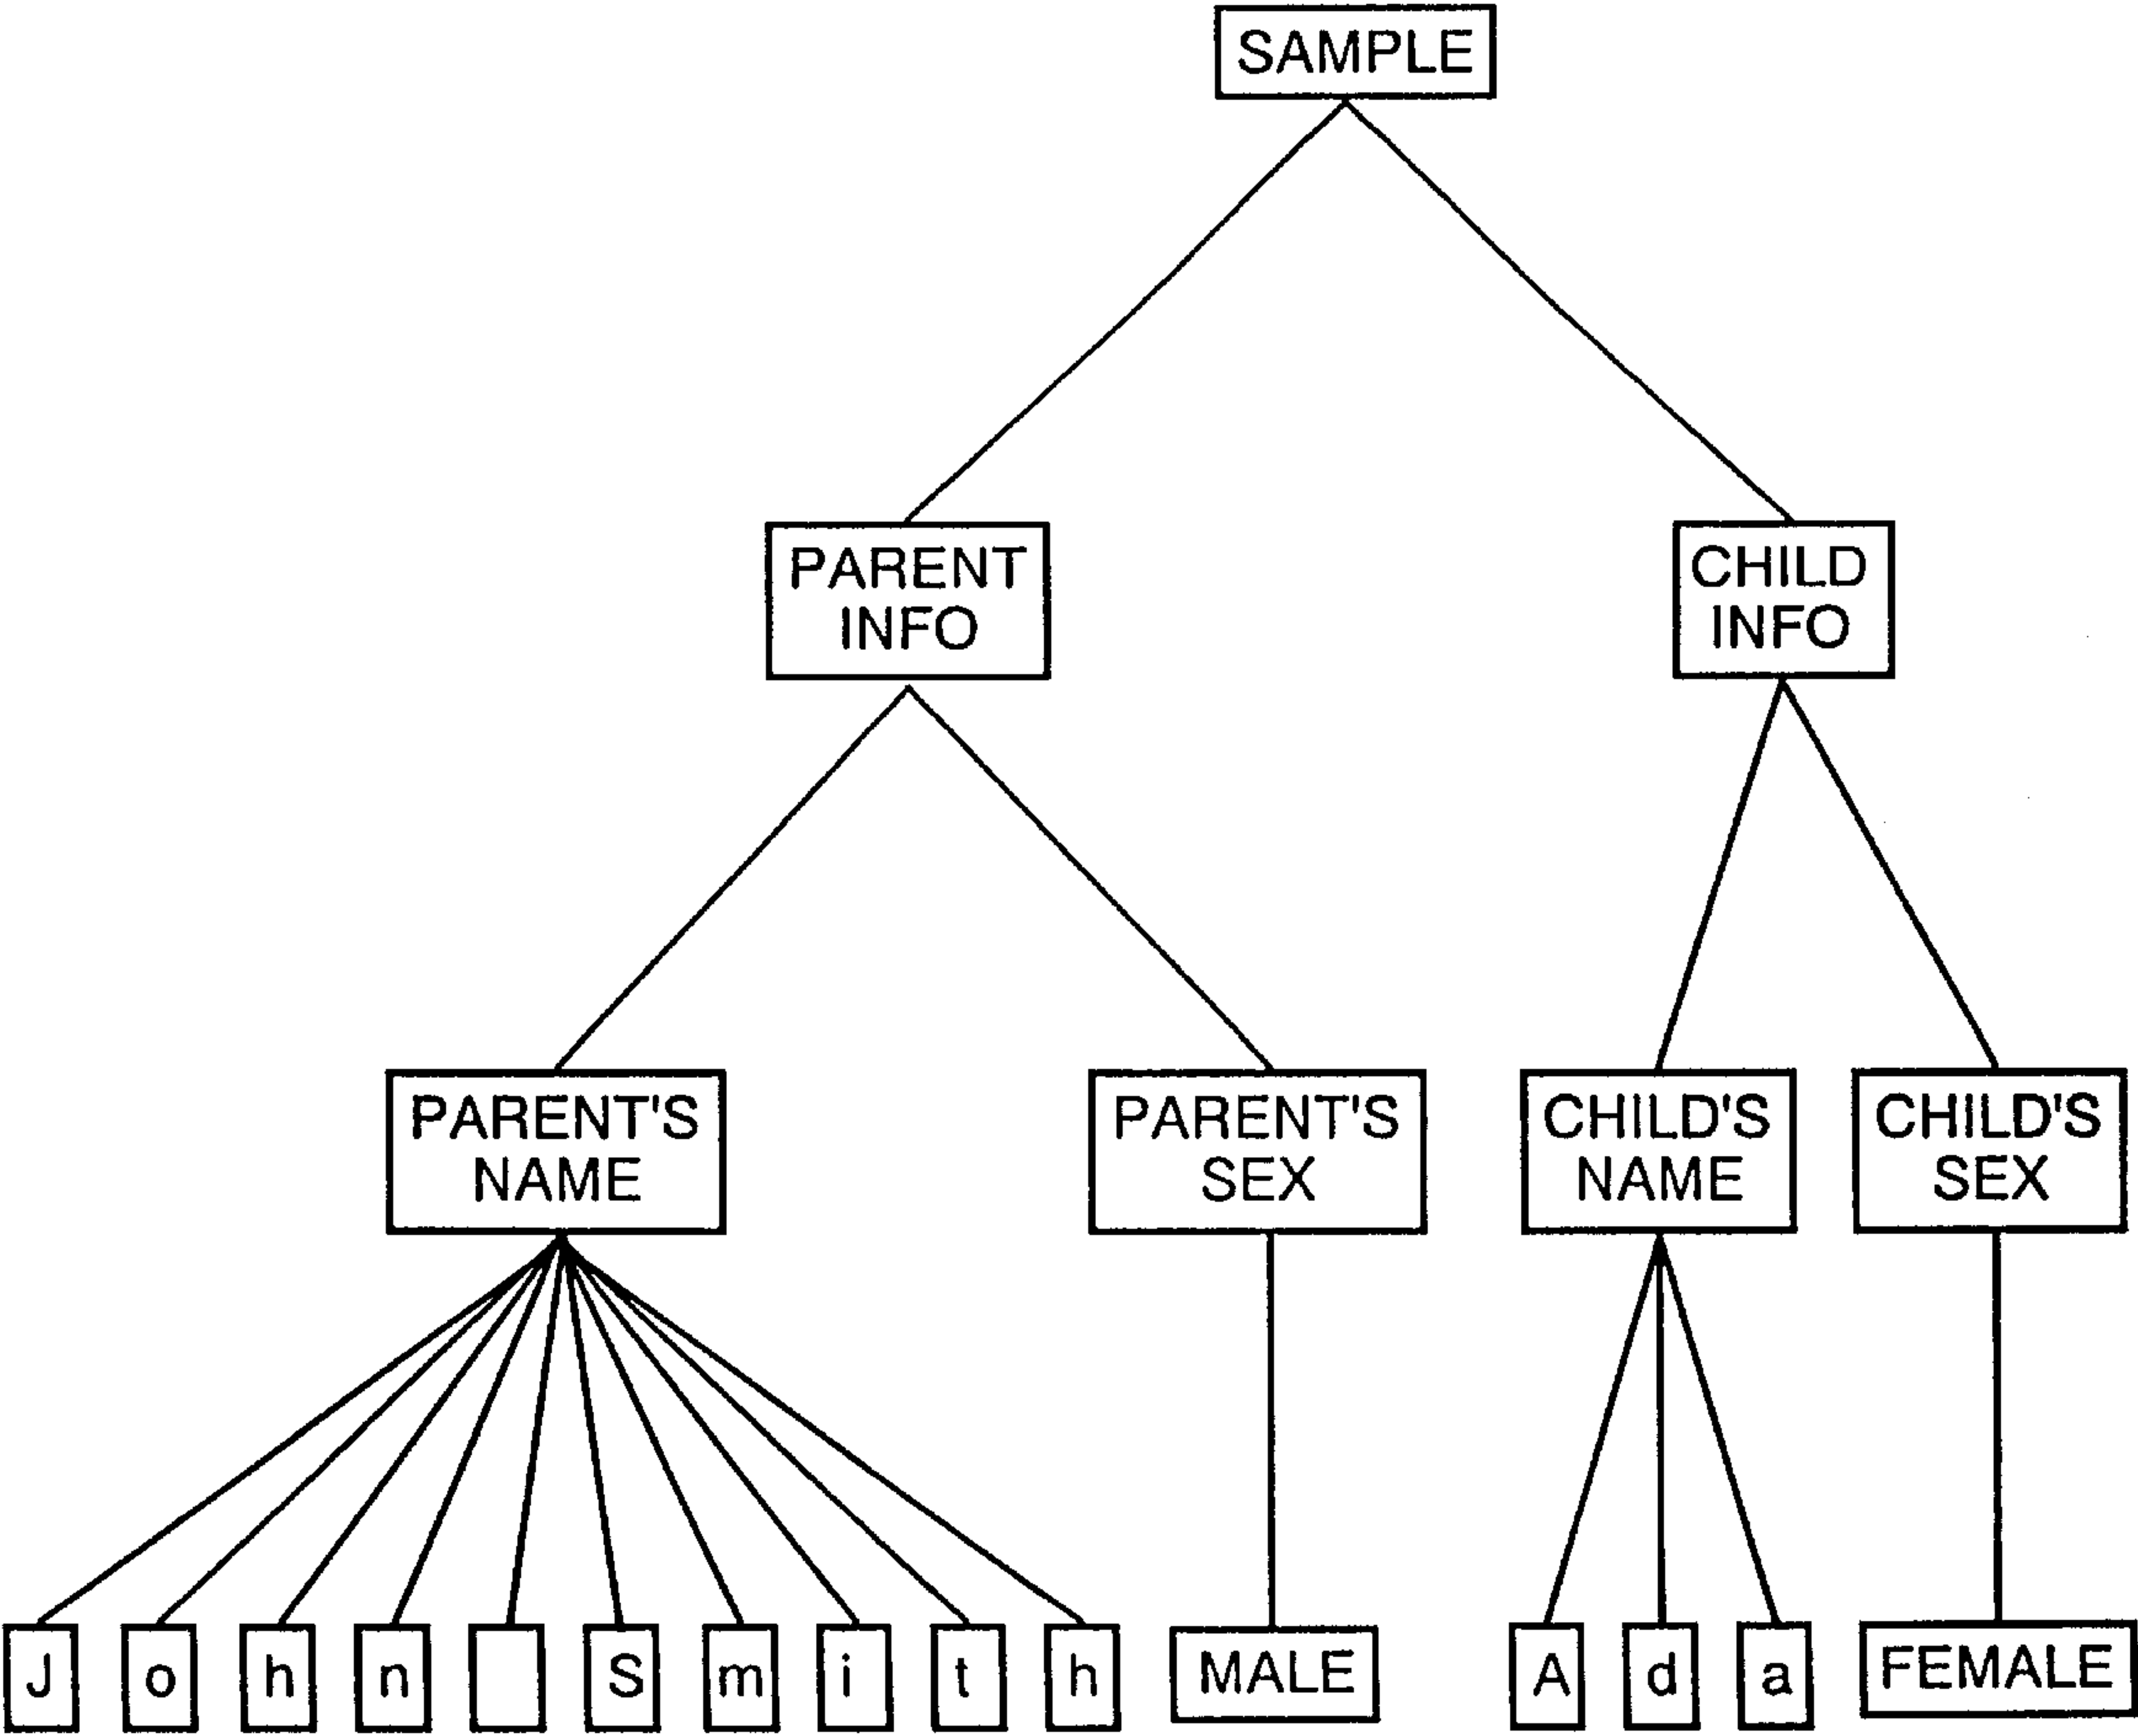 SAMPLE
PARENT
INFO
CHILD
INFO
PARENT'S
NAME
PARENT'S
SEX
CHILD'S
NAME
CHILD'S
SEX
J o h n S m i t h MALE A d a FEMALE